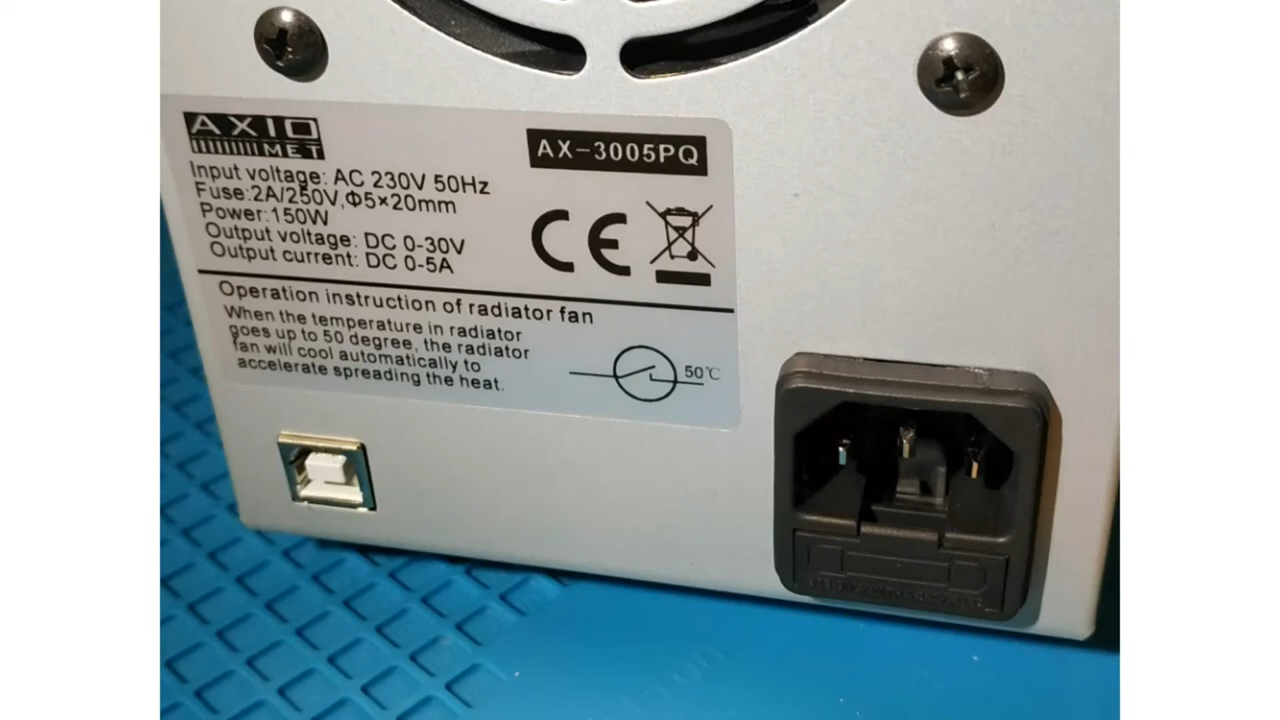 AXIO
MET
AX-3005PQ
Input voltage: AC 230V 50Hz
Fuse:2A/250V,Φ5×20mm
Power:150W
Output voltage: DC 0-30V
Output current: DC 0-5A
CE
Operation instruction of radiator fan
When the temperature in radiator
goes up to 50 degree, the radiator
fan will cool automatically to
accelerate spreading the heat.
50℃